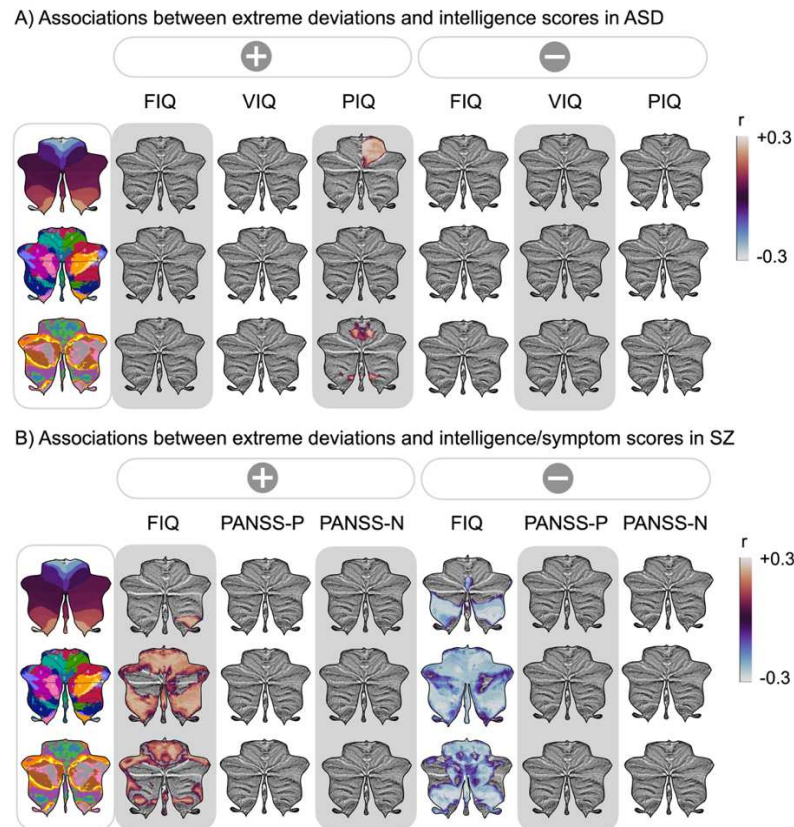 A) Associations between extreme deviations and intelligence scores in ASD
+ −
FIQ VIQ PIQ FIQ VIQ PIQ
r
+0.3
-0.3
B) Associations between extreme deviations and intelligence/symptom scores in SZ
+ −
FIQ PANSS-P PANSS-N FIQ PANSS-P PANSS-N
r
+0.3
-0.3